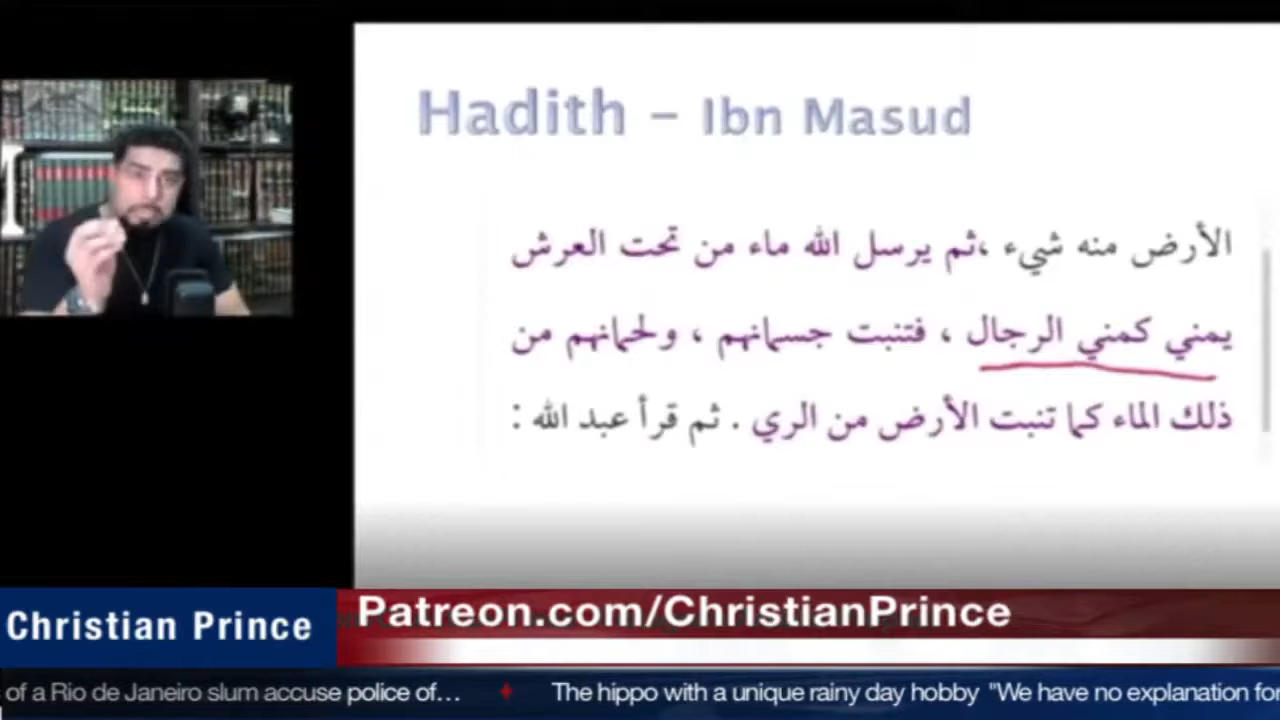 Hadith – Ibn Masud
الأرض منه شيء ،ثم يرسل الله ماء من تحت العرش
يمني كمني الرجال ، فتنبت جسمانهم ، ولحمانهم من
ذلك الماء كما تنبت الأرض من الري . ثم قرأ عبد الله :
Christian Prince
Patreon.com/ChristianPrince
of a Rio de Janeiro slum accuse police of... The hippo with a unique rainy day hobby "We have no explanation for